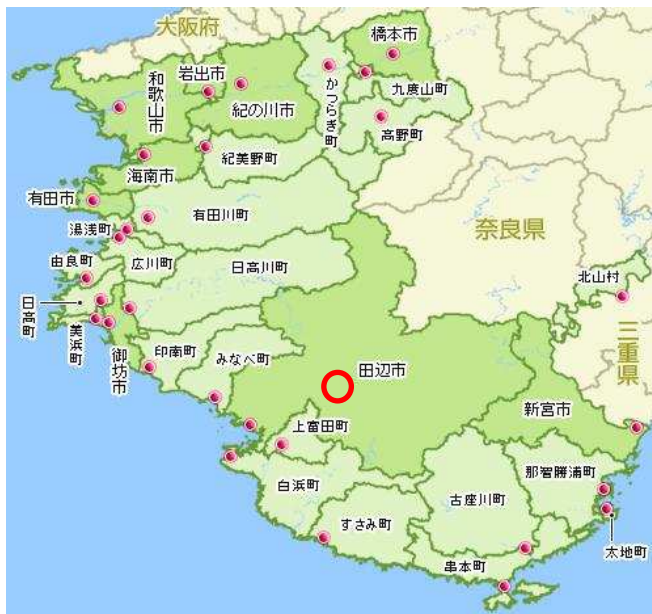 大阪府
橋本市
岩出市
和歌山市
紀の川市
かつらぎ町
九度山町
高野町
紀美野町
海南市
有田市
有田川町
湯浅町
奈良県
由良町
広川町
日高川町
北山村
日高町
美浜町
御坊市
印南町
みなべ町
田辺市
三重県
新宮市
上富田町
那智勝浦町
白浜町
古座川町
すさみ町
太地町
串本町